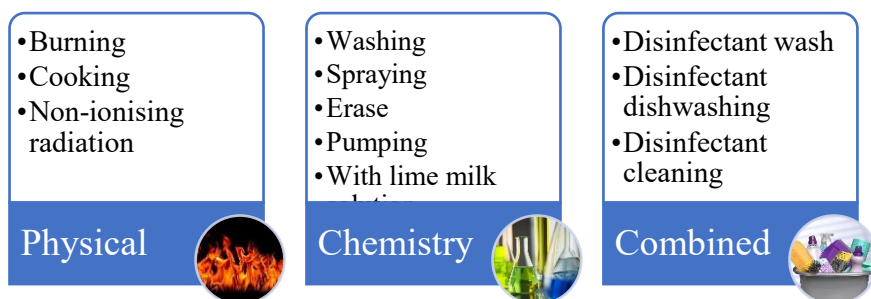 •Burning
•Cooking
•Non-ionising
radiation
Physical
•Washing
•Spraying
•Erase
•Pumping
•With lime milk
Chemistry
•Disinfectant wash
•Disinfectant
dishwashing
•Disinfectant
cleaning
Combined